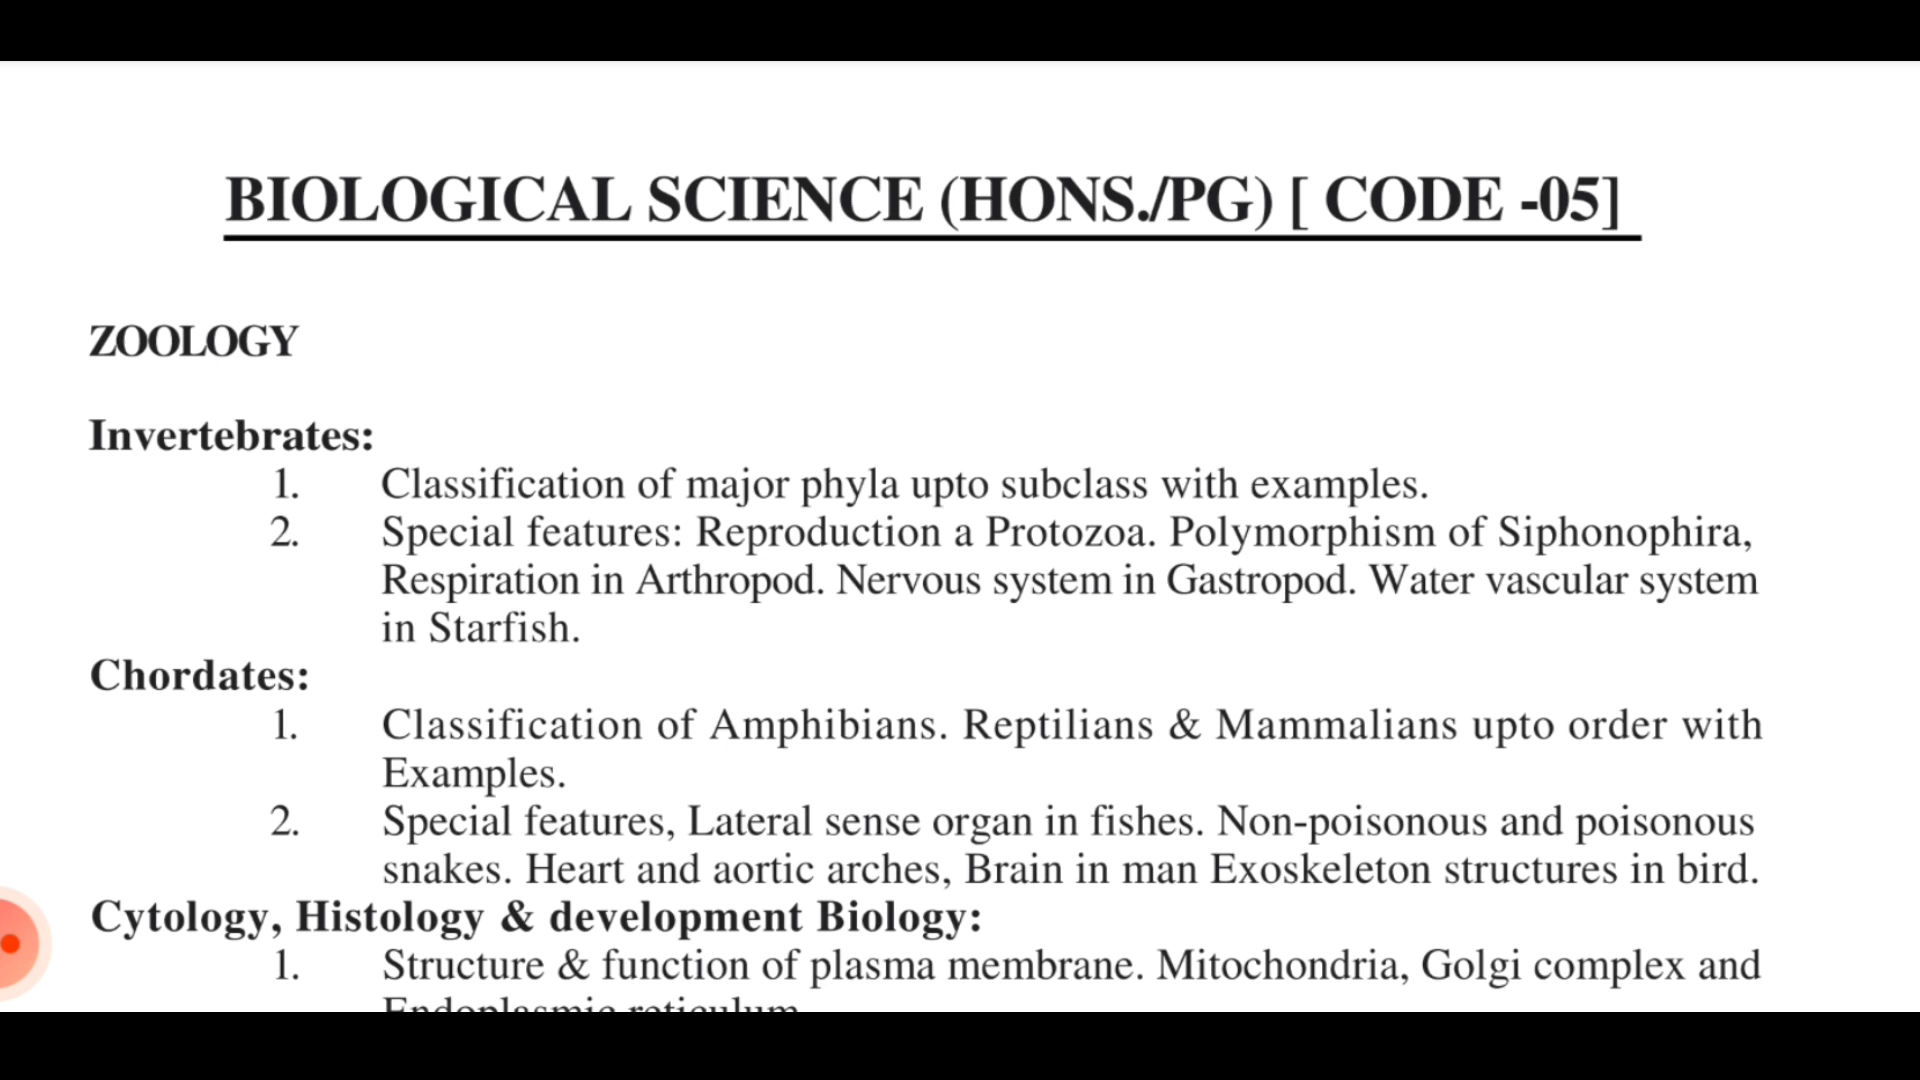 BIOLOGICAL SCIENCE (HONS./PG) [ CODE -05]
ZOOLOGY
Invertebrates:
1. Classification of major phyla upto subclass with examples.
2. Special features: Reproduction a Protozoa. Polymorphism of Siphonophira,
Respiration in Arthropod. Nervous system in Gastropod. Water vascular system
in Starfish.
Chordates:
1. Classification of Amphibians. Reptilians & Mammalians upto order with
Examples.
2. Special features, Lateral sense organ in fishes. Non-poisonous and poisonous
snakes. Heart and aortic arches, Brain in man Exoskeleton structures in bird.
Cytology, Histology & development Biology:
1. Structure & function of plasma membrane. Mitochondria, Golgi complex and
Endoplasmic reticulum